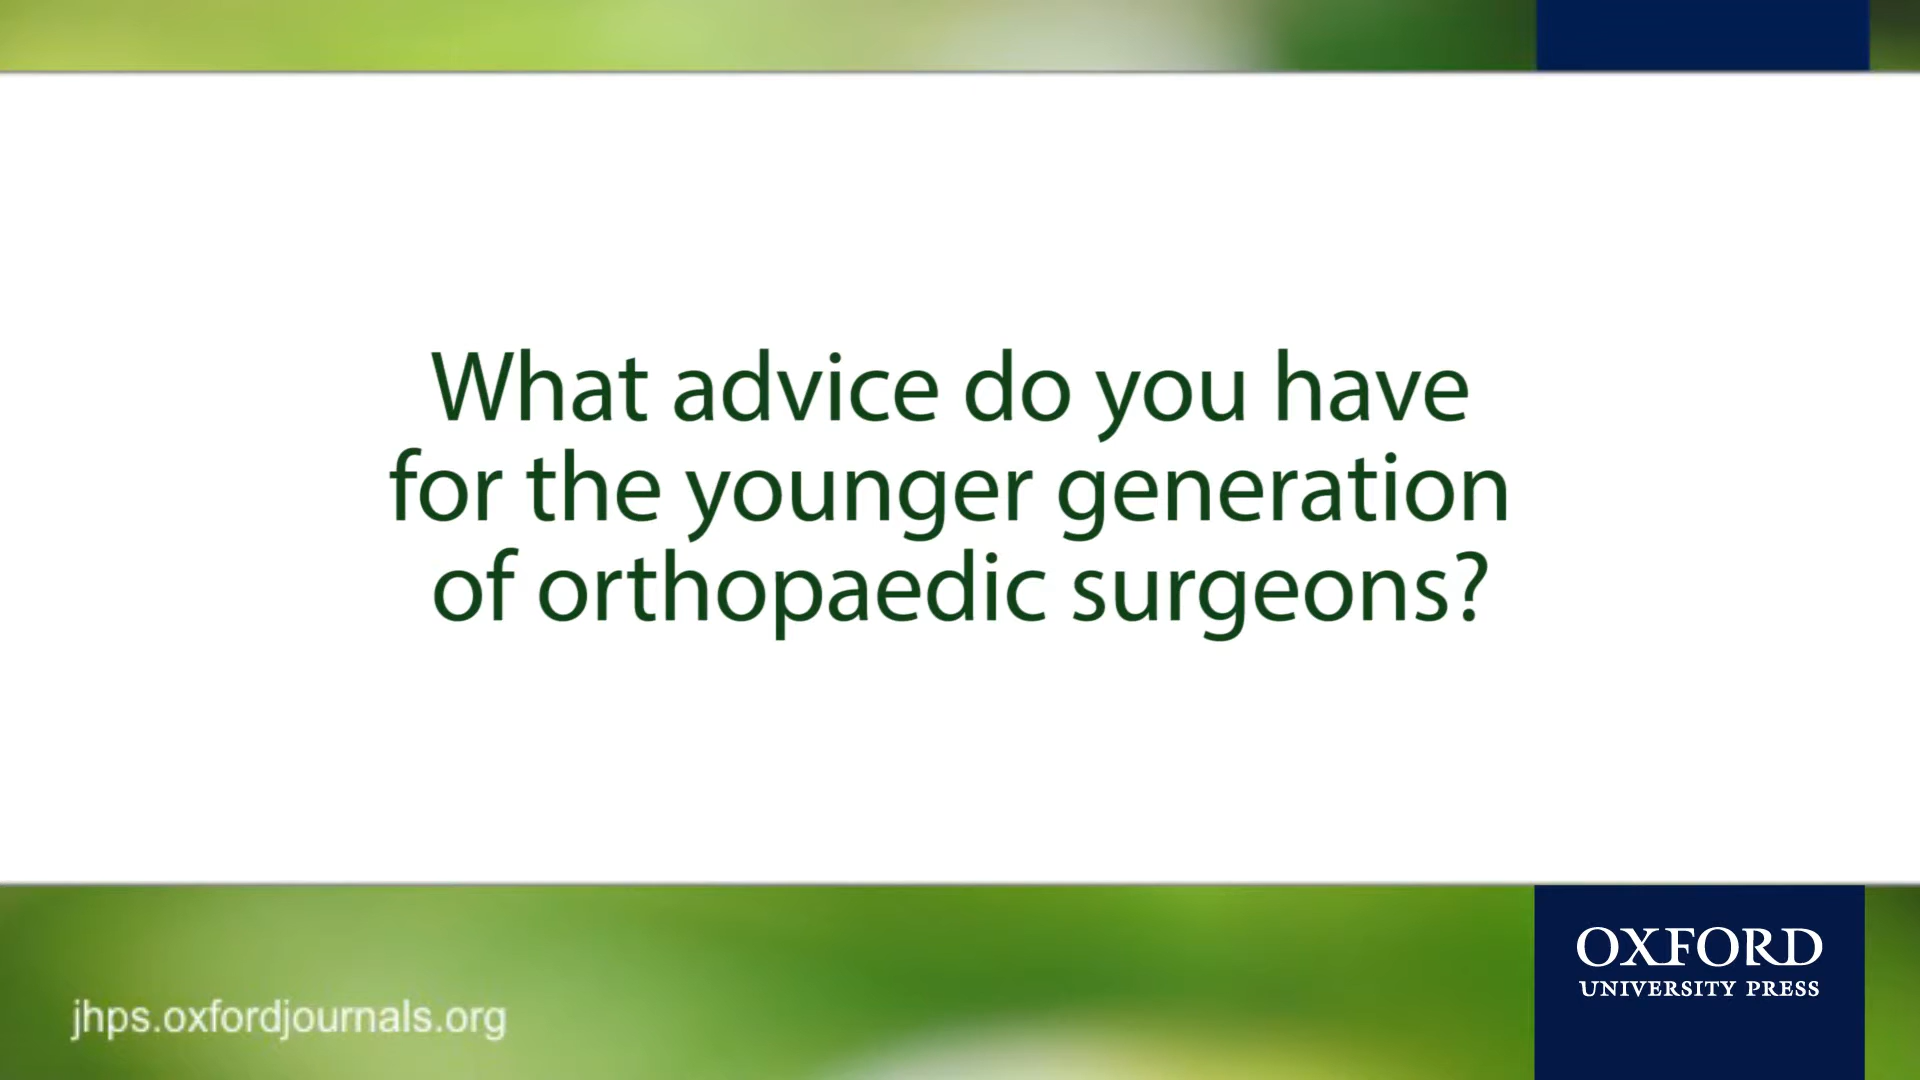 What advice do you have
for the younger generation
of orthopaedic surgeons?
jhps.oxfordjournals.org
OXFORD
UNIVERSITY PRESS